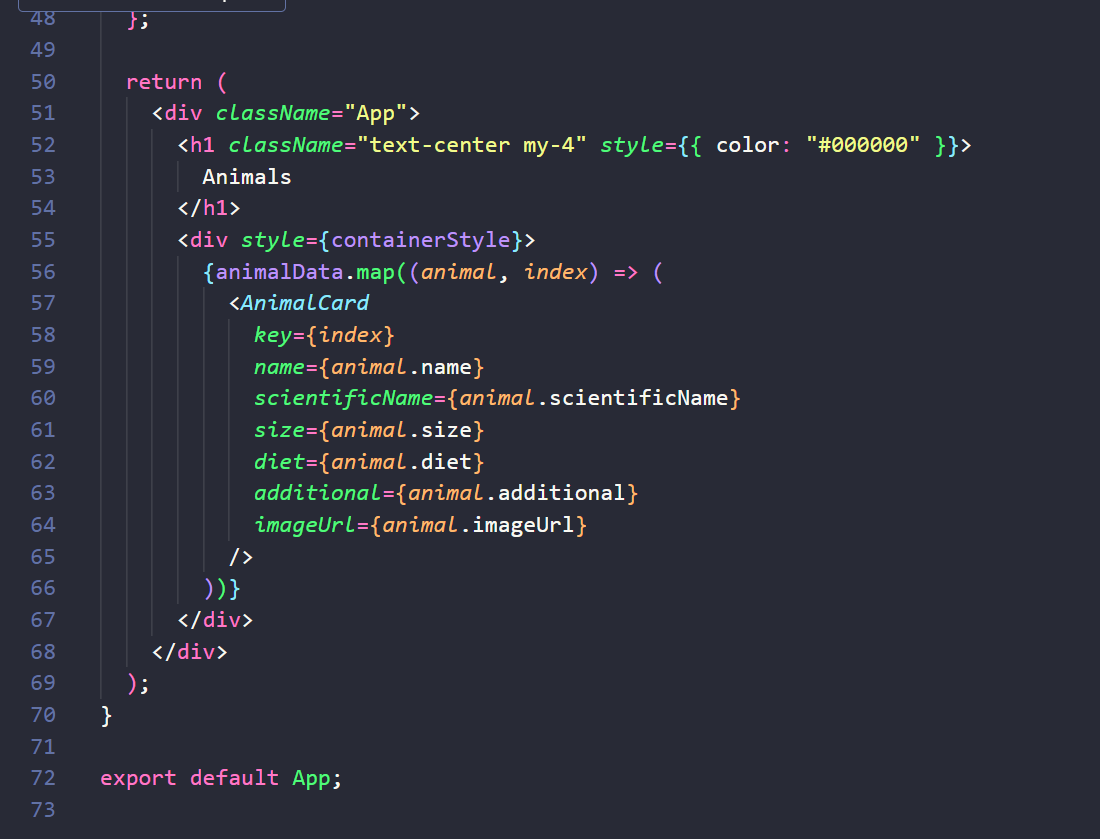 48 };
49
50 return (
51 <div className="App">
52 <h1 className="text-center my-4" style={{ color: "#000000" }}>
53 Animals
54 </h1>
55 <div style={containerStyle}>
56 {animalData.map((animal, index) => (
57 <AnimalCard
58 key={index}
59 name={animal.name}
60 scientificName={animal.scientificName}
61 size={animal.size}
62 diet={animal.diet}
63 additional={animal.additional}
64 imageUrl={animal.imageUrl}
65 />
66 ))}
67 </div>
68 </div>
69 );
70 }
71
72 export default App;
73